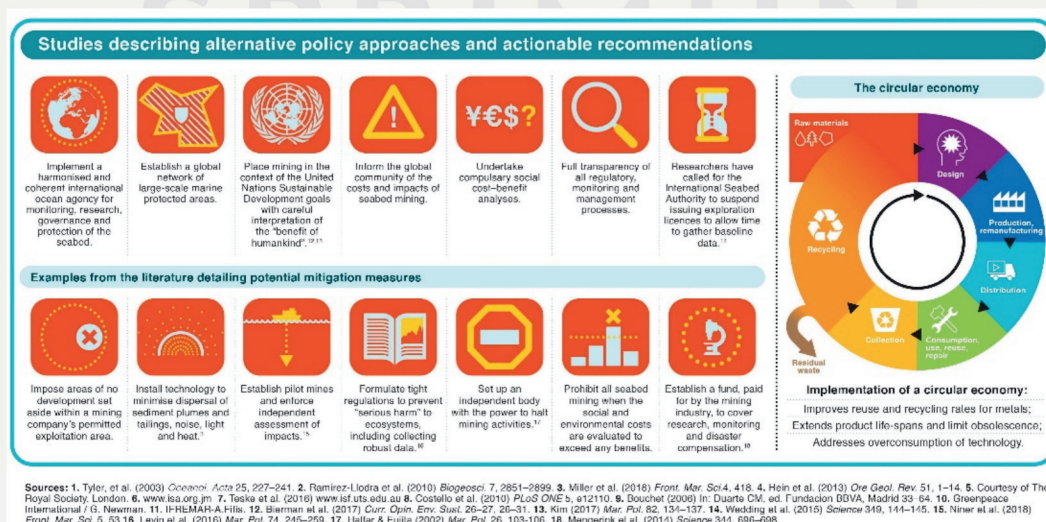 Studies describing alternative policy approaches and actionable recommendations
Implement a
harmonised and
coherent international
ocean agency for
monitoring, research,
governance and
protection of the
seabed.
Establish a global
network of
large-scale marine
protected areas.
Place mining in the
context of the United
Nations Sustainable
Development goals
with careful
interpretation of
the "benefit of
humankind".
Inform the global
community of the
costs and impacts of
seabed mining.
¥€$?
Undertake
compulsary social
cost–benefit
analyses.
Full transparency of
all regulatory,
monitoring and
management
processes.
Researchers have
called for the
International Seabed
Authority to suspend
issuing exploration
licences to allow time
to gather baseline
data.
Examples from the literature detailing potential mitigation measures
Impose areas of no
development set
aside within a mining
company's permitted
exploitation area.
Install technology to
minimise dispersal of
sediment plumes and
tailings, noise, light
and heat.
Establish pilot mines
and enforce
independent
assessment of
impacts.
Formulate tight
regulations to prevent
"serious harm" to
ecosystems,
including collecting
robust data.
Set up an
independent body
with the power to halt
mining activities.
Prohibit all seabed
mining when the
social and
environmental costs
are evaluated to
exceed any benefits.
Establish a fund, paid
for by the mining
industry, to cover
research, monitoring
and disaster
compensation.
The circular economy
Raw materials
Design
Production,
remanufacturing
Distribution
Consumption,
use, reuse,
repair
Collection
Recycling
Residual
waste
Implementation of a circular economy:
Improves reuse and recycling rates for metals;
Extends product life-spans and limit obsolescence;
Addresses overconsumption of technology.
Sources: 1. Tyler, et al. (2003) Oceanol. Acta 25, 227–241. 2. Ramirez-Llodra et al. (2010) Biogeosci. 7, 2851–2899. 3. Miller et al. (2018) Front. Mar. Sci.4, 418. 4. Hein et al. (2013) Ore Geol. Rev. 51, 1–14. 5. Courtesy of The
Royal Society, London. 6. www.isa.org.jm 7. Teske et al. (2016) www.isf.uts.edu.au 8. Costello et al. (2010) PLoS ONE 5, e12110. 9. Bouchet (2006) In: Duarte CM, ed. Fundacion BBVA, Madrid 33–64. 10. Greenpeace
International / G. Newman. 11. IFREMAR-A.Fifis. 12. Bierman et al. (2017) Curr. Opin. Env. Sust. 26–27, 26–31. 13. Kim (2017) Mar. Pol. 82, 134–137. 14. Wedding et al. (2015) Science 349, 144–145. 15. Niner et al. (2018)
Front. Mar. Sci. 5, 53 16. Levin et al. (2016) Mar. Pol. 74, 245–259. 17. Halfar & Fujita (2002) Mar. Pol. 26, 103-106. 18. Mengerink et al. (2014) Science 344, 696–698.